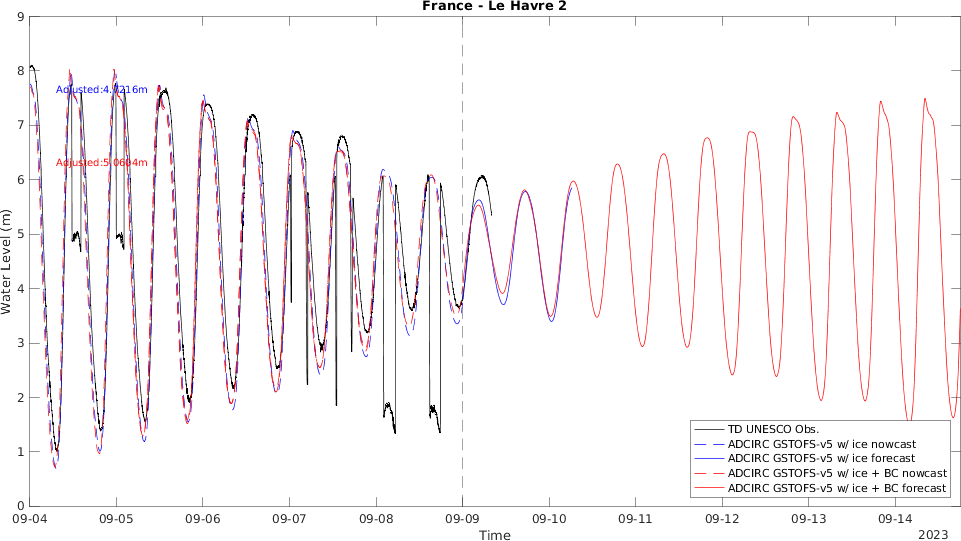 France - Le Havre 2
9
8
7
6
5
4
3
2
1
0
Water Level (m)
Adjusted:4.7216m
Adjusted:5.0604m
TD UNESCO Obs.
ADCIRC GSTOFS-v5 w/ ice nowcast
ADCIRC GSTOFS-v5 w/ ice forecast
ADCIRC GSTOFS-v5 w/ ice + BC nowcast
ADCIRC GSTOFS-v5 w/ ice + BC forecast
09-04 09-05 09-06 09-07 09-08 09-09 09-10 09-11 09-12 09-13 09-14
Time
2023